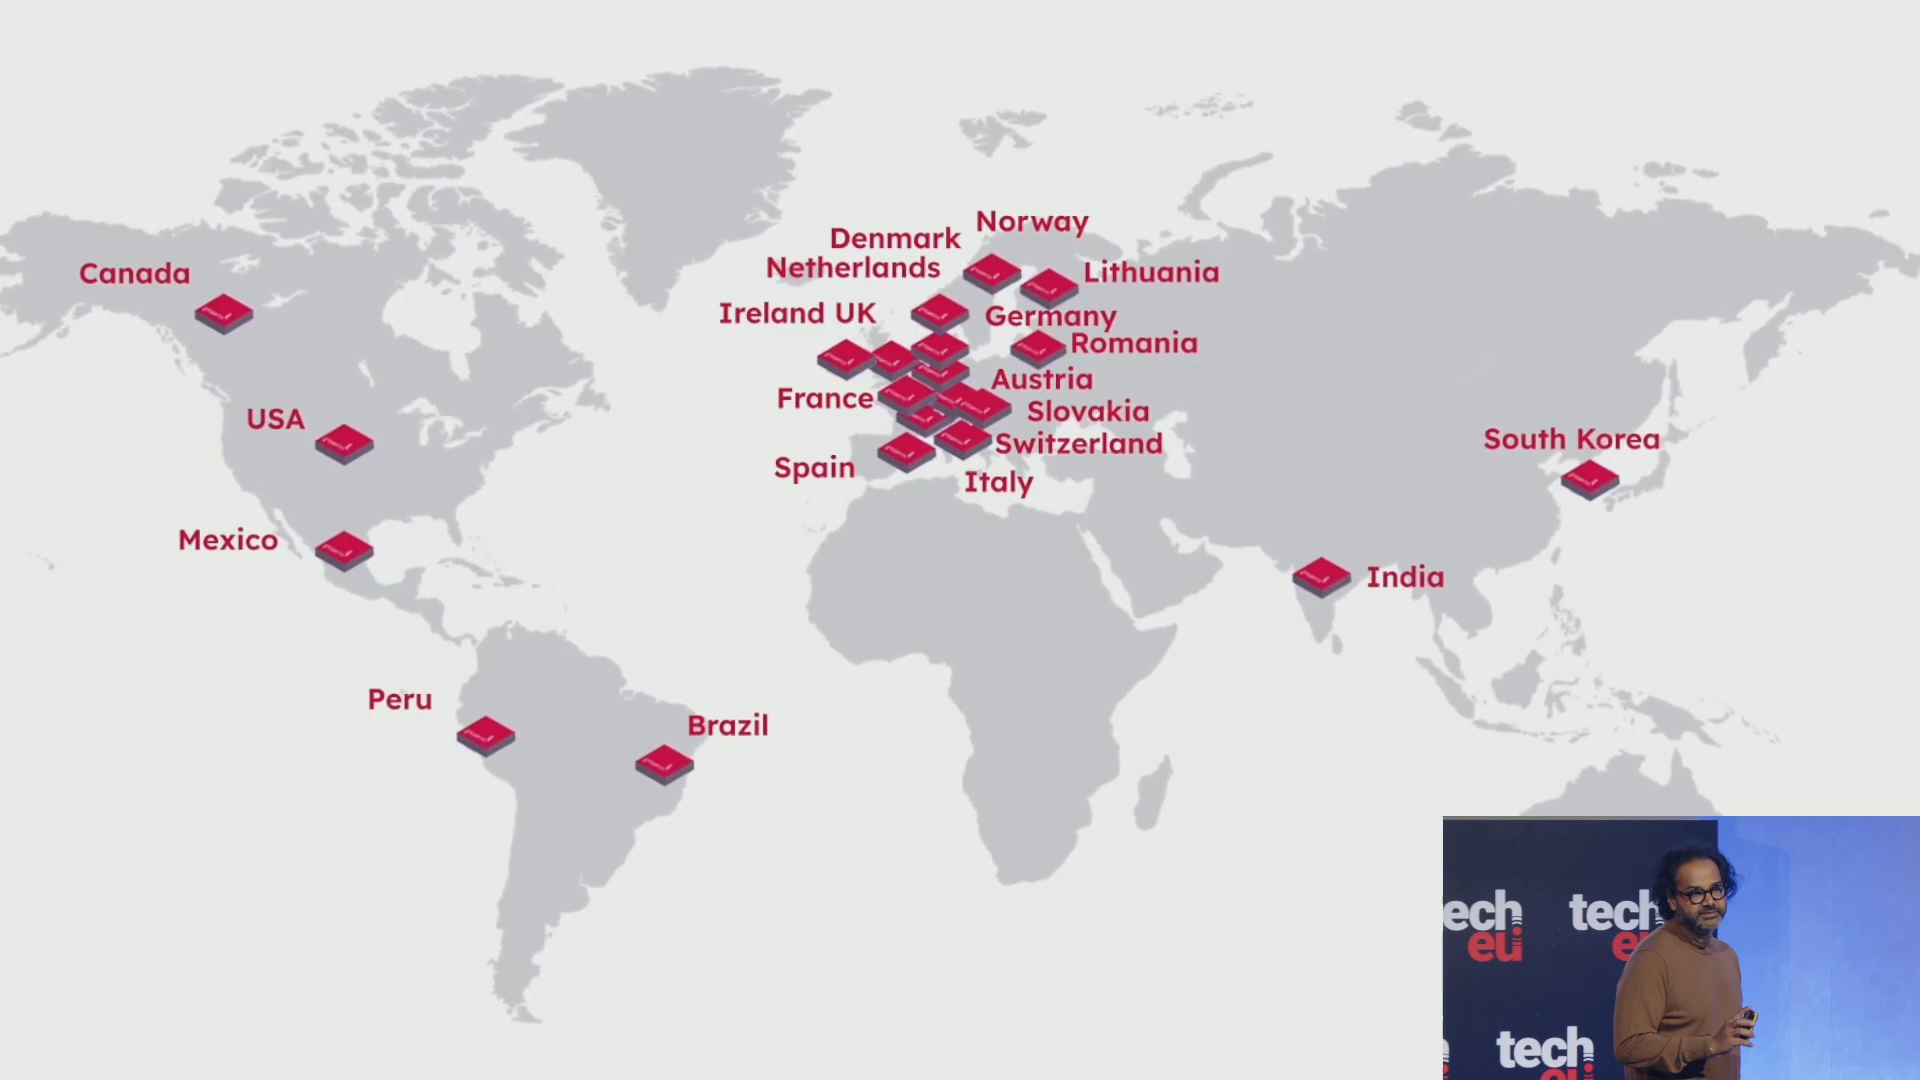 Norway
Denmark
Netherlands
Lithuania
Canada
Ireland UK
Germany
Romania
Austria
France
Slovakia
USA
Switzerland
South Korea
Spain
Italy
Mexico
India
Peru
Brazil
ech
tech
eu
tech
eu